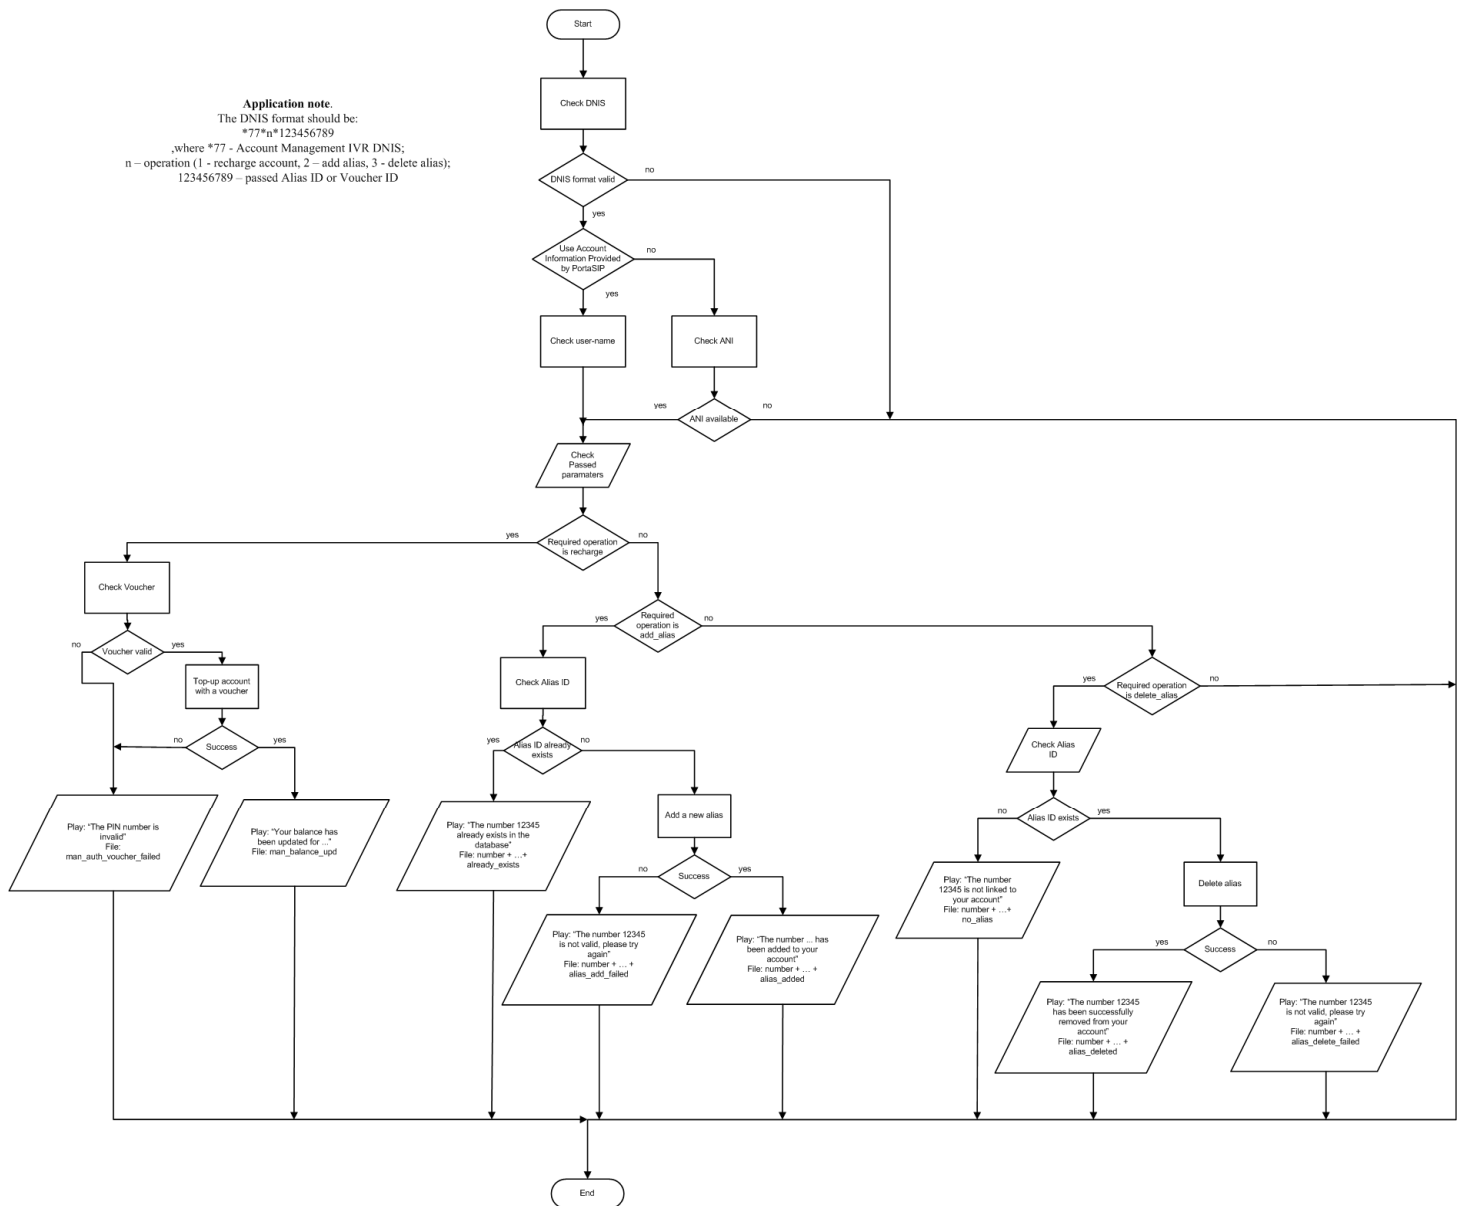 Start
Check DNIS
Application note.
The DNIS format should be:
*77*n*123456789
,where *77 - Account Management IVR DNIS;
n – operation (1 - recharge account, 2 – add alias, 3 - delete alias);
123456789 – passed Alias ID or Voucher ID
DNIS format valid
no
yes
Use Account
Information Provided
by PortaSIP
no
yes
Check user-name
Check ANI
yes
ANI available
no
Check
Passed
paramaters
yes
Required operation
is recharge
no
Check Voucher
yes
Required
operation is
add_alias
no
no
Voucher valid
yes
Top-up account
with a voucher
Check Alias ID
yes
Required operation
is delete_alias
no
no
Success
yes
yes
Alias ID already
exists
no
Check Alias
ID
Play: “The PIN number is
invalid”
File:
man_auth_voucher_failed
Play: “Your balance has
been updated for ...”
File: man_balance_upd
Play: “The number 12345
already exists in the
database”
File: number + …+
already_exists
Add a new alias
no
Alias ID exists
yes
no
Success
yes
Play: “The number
12345 is not linked to
your account”
File: number + …+
no_alias
Delete alias
Play: “The number 12345
is not valid, please try
again”
File: number + … +
alias_add_failed
Play: “The number ... has
been added to your
account”
File: number + … +
alias_added
yes
Success
no
Play: “The number 12345
has been successfully
removed from your
account”
File: number + … +
alias_deleted
Play: “The number 12345
is not valid, please try
again”
File: number + … +
alias_delete_failed
End